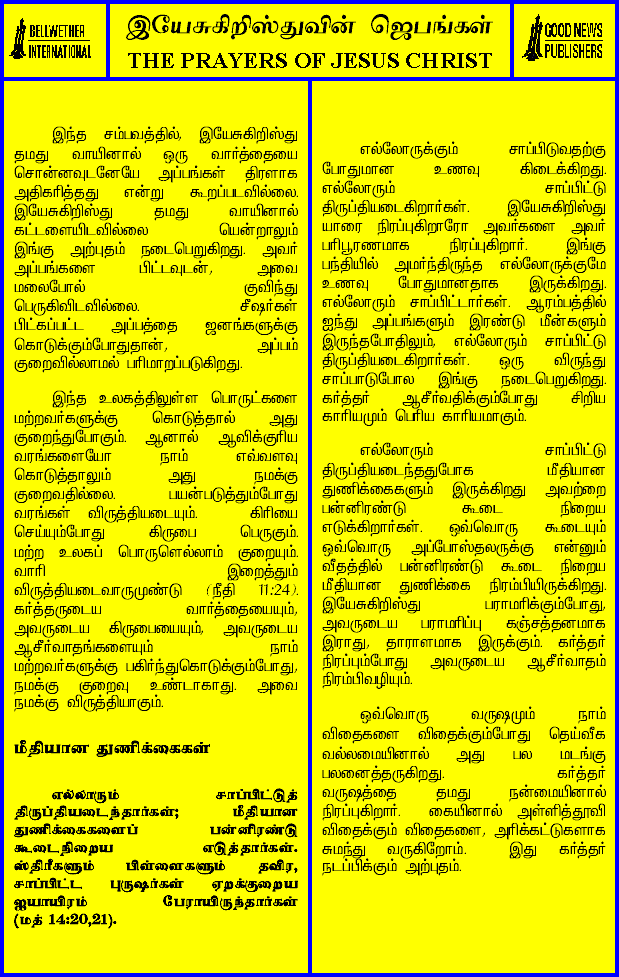 BELLWETHER
INTERNATIONAL
இயேசுகிறிஸ்துவின் ஜெபங்கள்
THE PRAYERS OF JESUS CHRIST
GOOD NEWS
PUBLISHERS
இந்த சம்பவத்தில், இயேசுகிறிஸ்து
தமது வாயினால் ஒரு வார்த்தையை
சொன்னவுடனேயே அப்பங்கள் திரளாக
அதிகரித்தது என்று கூறப்படவில்லை.
இயேசுகிறிஸ்து தமது வாயினால்
கட்டளையிடவில்லை யென்றாலும்
இங்கு அற்புதம் நடைபெறுகிறது. அவர்
அப்பங்களை பிட்டவுடன், அவை
மலைபோல் குவிந்து
பெருகிவிடவில்லை. சீஷர்கள்
பிட்கப்பட்ட அப்பத்தை ஜனங்களுக்கு
கொடுக்கும்போதுதான், அப்பம்
குறைவில்லாமல் பரிமாறப்படுகிறது.
இந்த உலகத்திலுள்ள பொருட்களை
மற்றவர்களுக்கு கொடுத்தால் அது
குறைந்துபோகும். ஆனால் ஆவிக்குரிய
வரங்களையோ நாம் எவ்வளவு
கொடுத்தாலும் அது நமக்கு
குறைவதில்லை. பயன்படுத்தும்போது
வரங்கள் விருத்தியடையும். கிரியை
செய்யும்போது கிருபை பெருகும்.
மற்ற உலகப் பொருளெல்லாம் குறையும்.
வாரி இறைத்தும்
விருத்தியடைவாருமுண்டு (நீதி 11:24).
கர்த்தருடைய வார்த்தையையும்,
அவருடைய கிருபையையும், அவருடைய
ஆசீர்வாதங்களையும் நாம்
மற்றவர்களுக்கு பகிர்ந்துகொடுக்கும்போது,
நமக்கு குறைவு உண்டாகாது. அவை
நமக்கு விருத்தியாகும்.
மீதியான துணிக்கைகள்
எல்லாரும் சாப்பிட்டுத்
திருப்தியடைந்தார்கள்; மீதியான
துணிக்கைகளைப் பன்னிரண்டு
கூடைநிறைய எடுத்தார்கள்.
ஸ்திரீகளும் பிள்ளைகளும் தவிர,
சாப்பிட்ட புருஷர்கள் ஏறக்குறைய
ஐயாயிரம் பேராயிருந்தார்கள்
(மத் 14:20,21).
எல்லோருக்கும் சாப்பிடுவதற்கு
போதுமான உணவு கிடைக்கிறது.
எல்லோரும் சாப்பிட்டு
திருப்தியடைகிறார்கள். இயேசுகிறிஸ்து
யாரை நிரப்புகிறாரோ அவர்களை அவர்
பரிபூரணமாக நிரப்புகிறார். இங்கு
பந்தியில் அமர்ந்திருந்த எல்லோருக்குமே
உணவு போதுமானதாக இருக்கிறது.
எல்லோரும் சாப்பிட்டார்கள். ஆரம்பத்தில்
ஐந்து அப்பங்களும் இரண்டு மீன்களும்
இருந்தபோதிலும், எல்லோரும் சாப்பிட்டு
திருப்தியடைகிறார்கள். ஒரு விருந்து
சாப்பாடுபோல இங்கு நடைபெறுகிறது.
கர்த்தர் ஆசீர்வதிக்கும்போது சிறிய
காரியமும் பெரிய காரியமாகும்.
எல்லோரும் சாப்பிட்டு
திருப்தியடைந்ததுபோக மீதியான
துணிக்கைகளும் இருக்கிறது அவற்றை
பன்னிரண்டு கூடை நிறைய
எடுக்கிறார்கள். ஒவ்வொரு கூடையும்
ஒவ்வொரு அப்போஸ்தலருக்கு என்னும்
வீதத்தில் பன்னிரண்டு கூடை நிறைய
மீதியான துணிக்கை நிரம்பியிருக்கிறது.
இயேசுகிறிஸ்து பராமரிக்கும்போது,
அவருடைய பராமரிப்பு கஞ்சத்தனமாக
இராது, தாராளமாக இருக்கும். கர்த்தர்
நிரப்பும்போது அவருடைய ஆசீர்வாதம்
நிரம்பிவழியும்.
ஒவ்வொரு வருஷமும் நாம்
விதைகளை விதைக்கும்போது தெய்வீக
வல்லமையினால் அது பல மடங்கு
பலனைத்தருகிறது. கர்த்தர்
வருஷத்தை தமது நன்மையினால்
நிரப்புகிறார். கையினால் அள்ளித்தூவி
விதைக்கும் விதைகளை, அரிக்கட்டுகளாக
சுமந்து வருகிறோம். இது கர்த்தர்
நடப்பிக்கும் அற்புதம்.